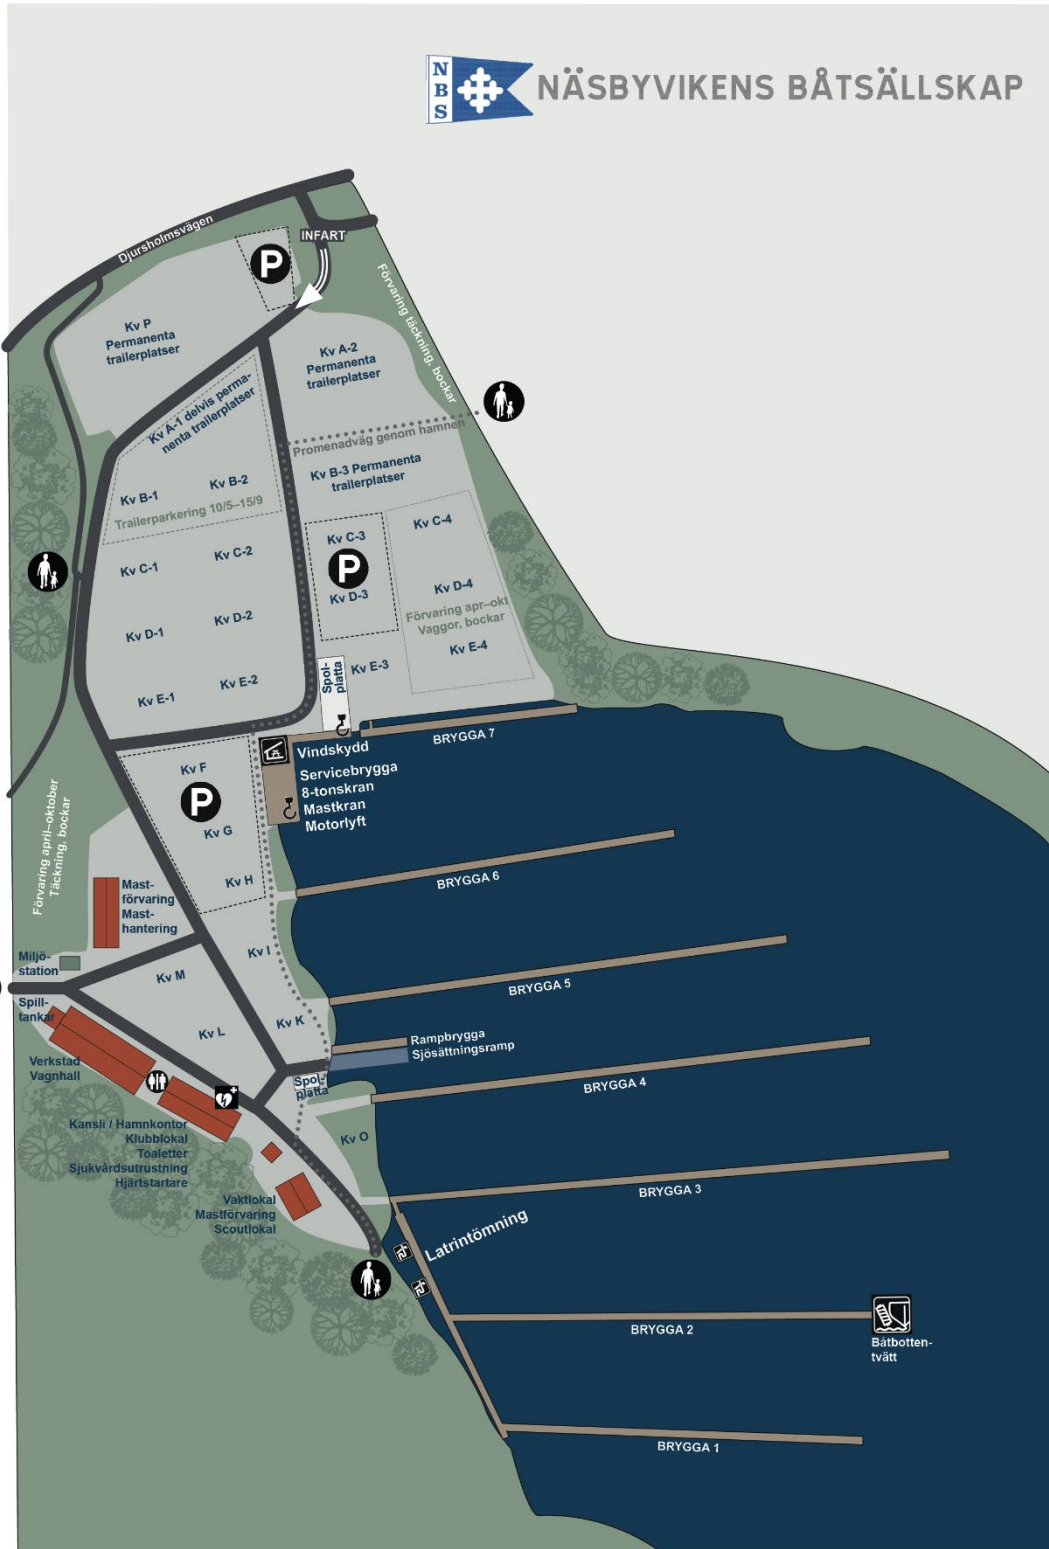 N
B
S
NÄSBYVIKENS BÅTSÄLLSKAP
Djursholmsvägen
INFART
P
Förvaring täckning, bockar
Kv P
Permanenta
trailerplatser
Kv A-2
Permanenta
trailerplatser
Kv A-1 delvis perma-
nenta trailerplatser
Promenadväg genom hamnen
Kv B-3 Permanenta
trailerplatser
Kv B-1
Kv B-2
Trailerparkering 10/5–15/9
Kv C-1
Kv C-2
Kv C-3
Kv C-4
P
Kv D-1
Kv D-2
Kv D-3
Kv D-4
Förvaring apr–okt
Vaggor, bockar
Kv E-1
Kv E-2
Kv E-3
Kv E-4
Spol-
platta
BRYGGA 7
Vindskydd
Servicebrygga
8-tonskran
Mastkran
Motorlyft
Kv F
P
Kv G
Kv H
BRYGGA 6
Förvaring april–oktober
Täckning, bockar
Mast-
förvaring
Mast-
hantering
Miljö-
station
Kv I
Kv M
BRYGGA 5
Spill-
tankar
Kv L
Kv K
Rampbrygga
Sjösättningsramp
Verkstad
Vagnhall
Spol-
platta
BRYGGA 4
Kansli / Hamnkontor
Klubblokal
Toaletter
Sjukvårdsutrustning
Hjärtstartare
Kv O
BRYGGA 3
Vaktlokal
Mastförvaring
Scoutlokal
Latrintömning
BRYGGA 2
Båtbotten-
tvätt
BRYGGA 1